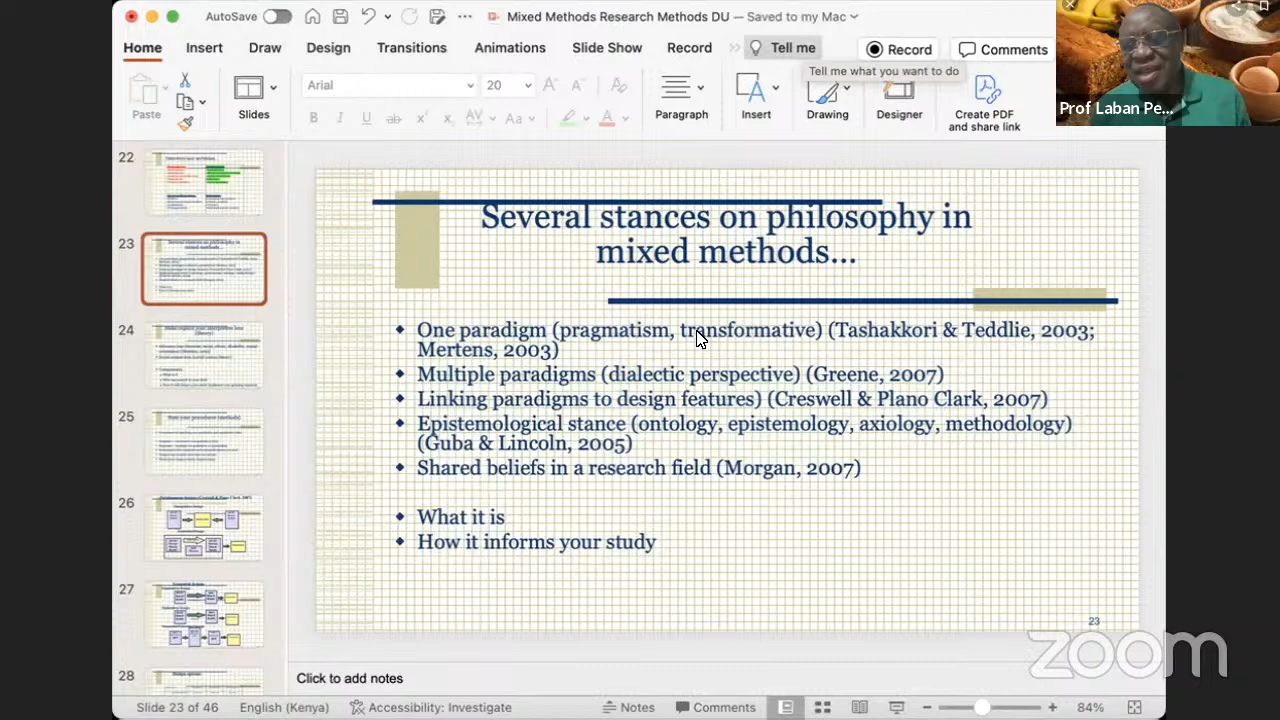 AutoSave
Mixed Methods Research Methods DU — Saved to my Mac
Home Insert Draw Design Transitions Animations Slide Show Record Tell me Record Comments
Tell me what you want to do
Arial 20
Paste Slides Paragraph Insert Drawing Designer Create PDF
and share link
Prof Laban Pe...
22
23
24
25
26
27
28
Several stances on philosophy in
mixed methods...
One paradigm (pragmatism, transformative) (Tashakkori & Teddlie, 2003;
Mertens, 2003)
Multiple paradigms (dialectic perspective) (Greene, 2007)
Linking paradigms to design features) (Creswell & Plano Clark, 2007)
Epistemological stance (ontology, epistemology, axiology, methodology)
(Guba & Lincoln, 2005)
Shared beliefs in a research field (Morgan, 2007)
What it is
How it informs your study
23
zoom
Click to add notes
Slide 23 of 46 English (Kenya) Accessibility: Investigate Notes Comments 84%